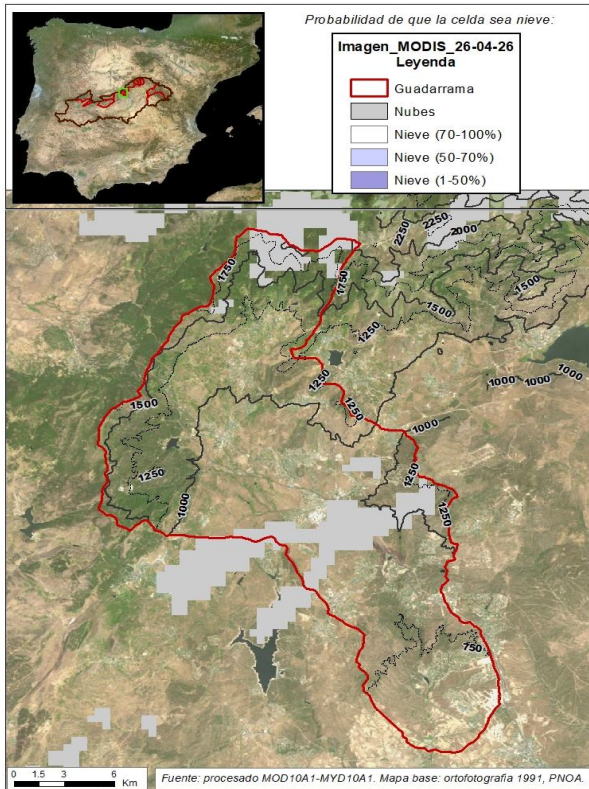 Probabilidad de que la celda sea nieve:
Imagen_MODIS_26-04-26
Leyenda
Guadarrama
Nubes
Nieve (70-100%)
Nieve (50-70%)
Nieve (1-50%)
2250
2250
2000
1750
1750
1500
1500
1250
1000
1250
1000
1000
1250
1500
1000
1250
1250
1000
1250
750
0 1.5 3 6
Km
Fuente: procesado MOD10A1-MYD10A1. Mapa base: ortofotografía 1991, PNOA.